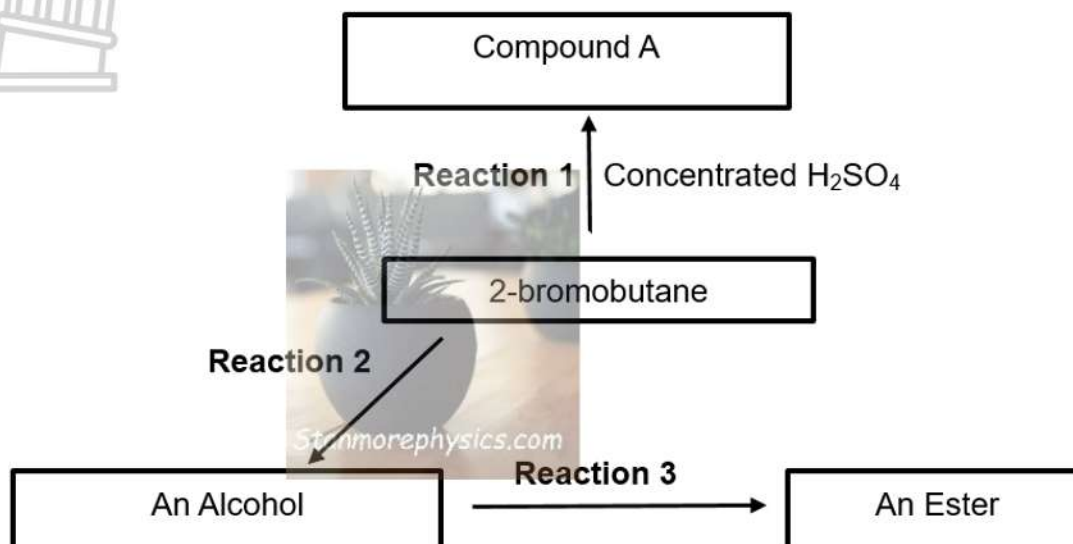 Compound A
Reaction 1
Concentrated H₂SO₄
2-bromobutane
Reaction 2
Stanmorephysics.com
Reaction 3
An Alcohol
An Ester